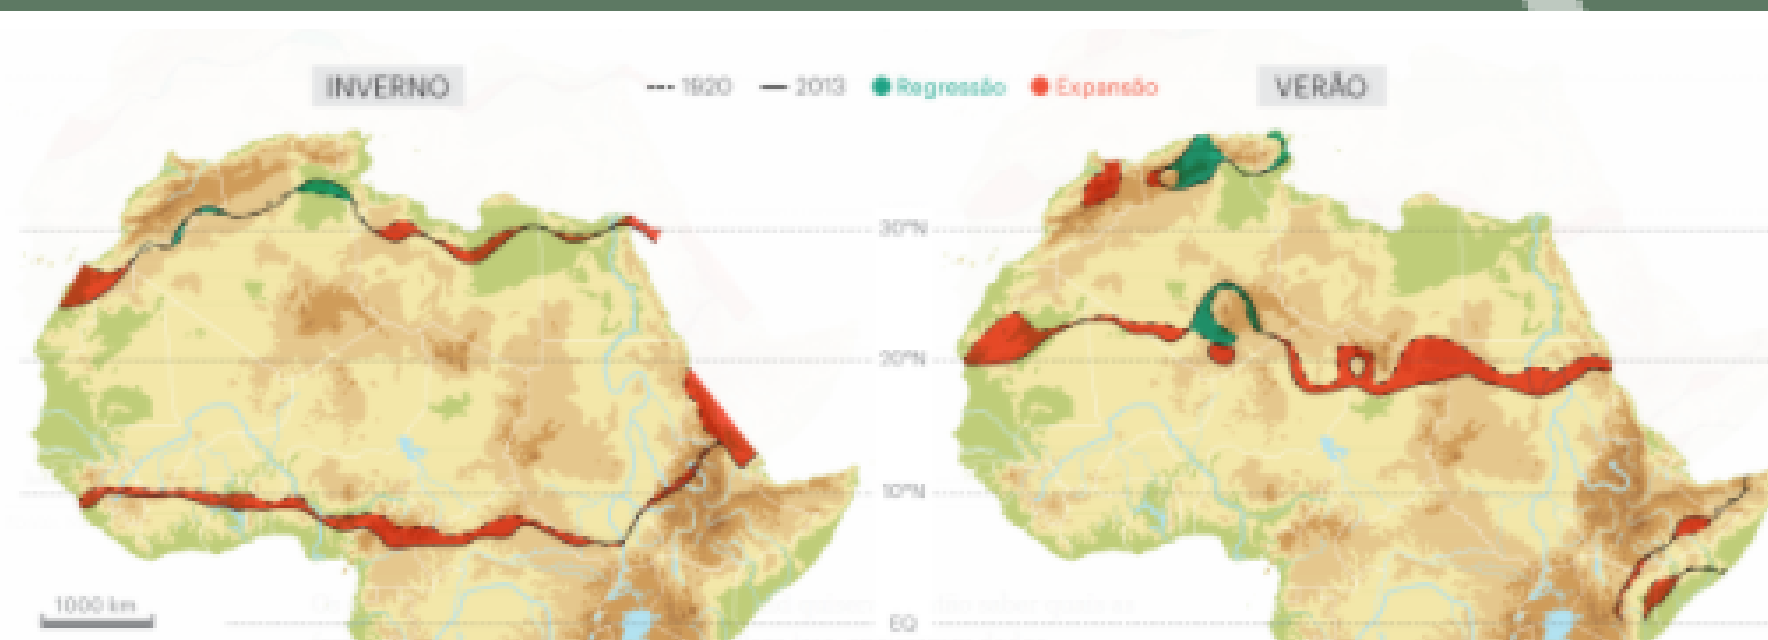 INVERNO
1920
2013
Regressão
Expansão
VERÃO
30°N
20°N
10°N
EQ
1000 km